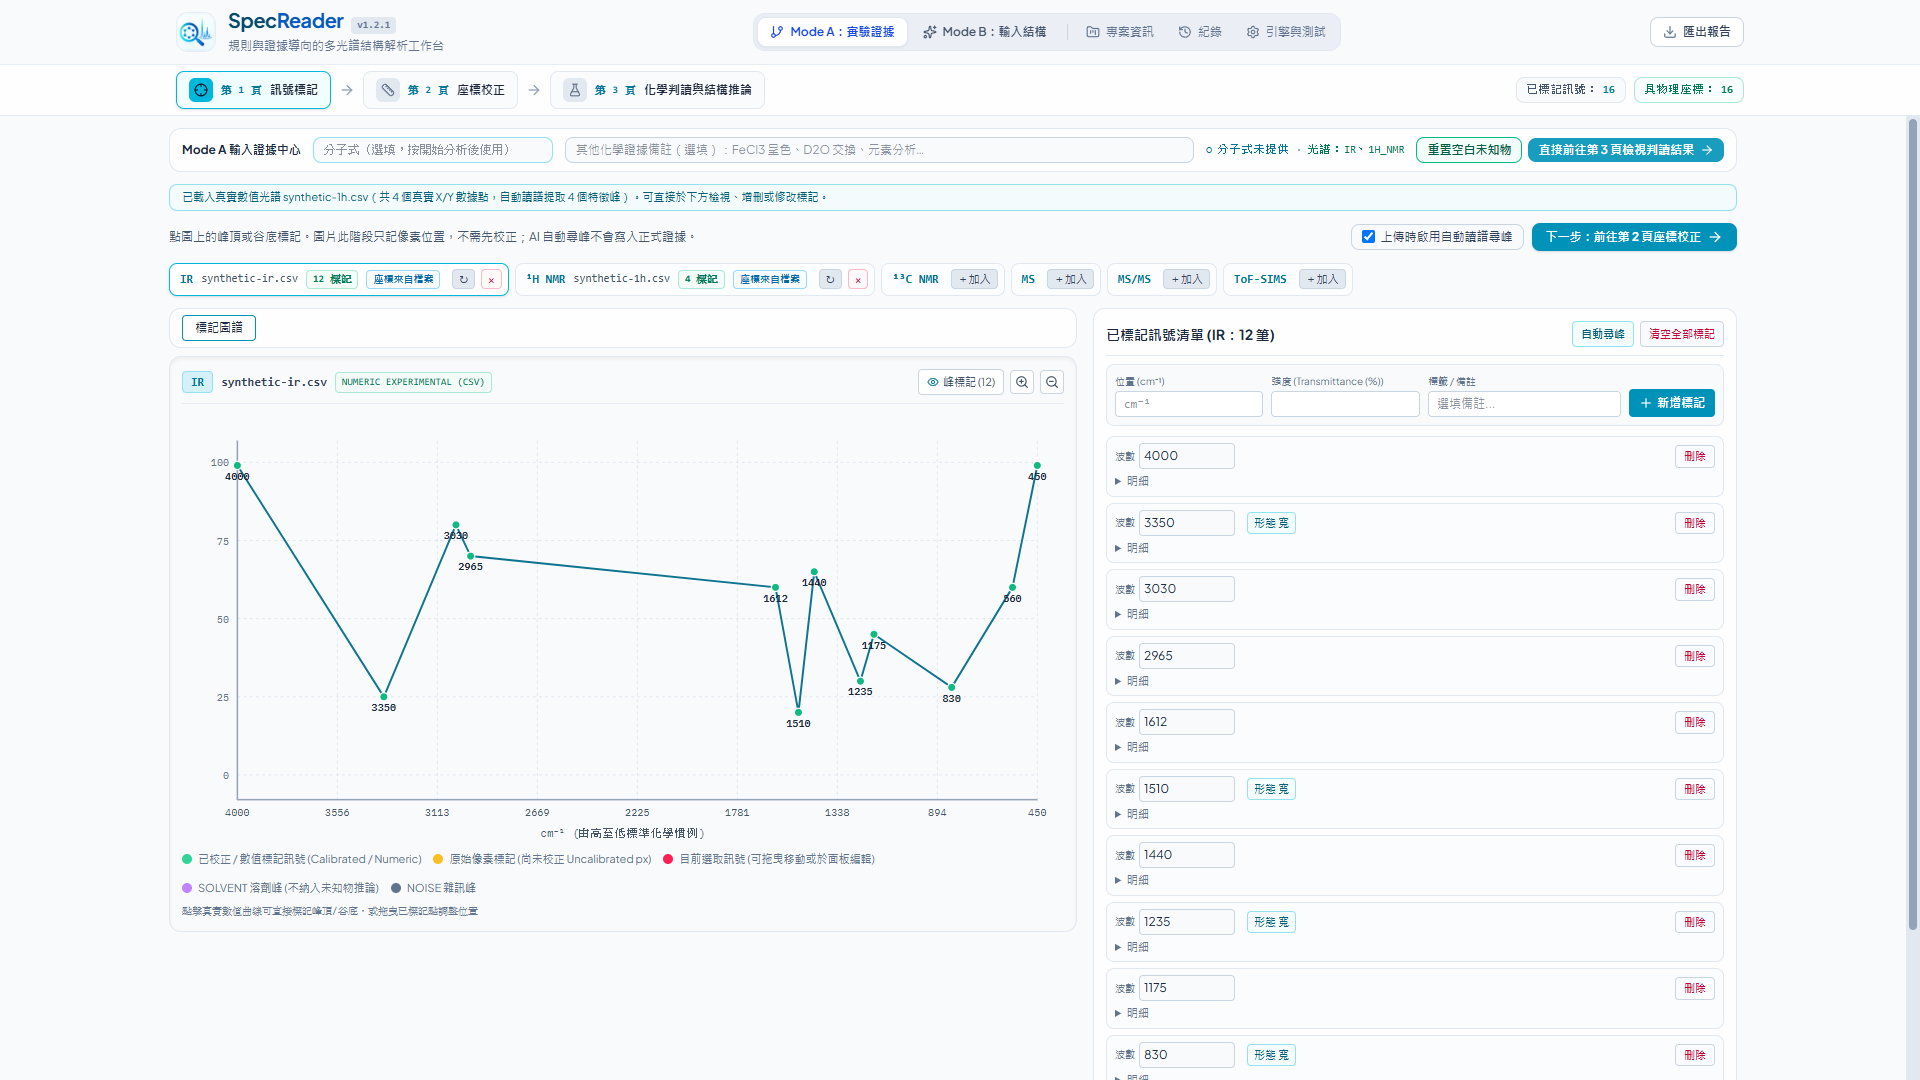 SpecReader v1.2.1
規則與證據導向的多光譜結構解析工作台
Mode A：實驗證據
Mode B：輸入結構
專案資訊
紀錄
引擎與測試
匯出報告
第 1 頁 訊號標記
第 2 頁 座標校正
第 3 頁 化學判讀與結構推論
已標記訊號： 16
具物理座標： 16
Mode A 輸入證據中心
分子式（選填，按開始分析後使用）
其他化學證據備註（選填）：FeCl3 呈色、D2O 交換、元素分析...
○ 分子式未提供 · 光譜：IR、1H_NMR
重置空白未知物
直接前往第 3 頁檢視判讀結果
已載入真實數值光譜 synthetic-1h.csv（共 4 個真實 X/Y 數據點，自動讀譜提取 4 個特徵峰）。可直接於下方檢視、增刪或修改標記。
點圖上的峰頂或谷底標記。圖片此階段只記像素位置，不需先校正；AI 自動尋峰不會寫入正式證據。
上傳時啟用自動讀譜尋峰
下一步：前往第 2 頁座標校正
IR synthetic-ir.csv 12 標記 座標來自檔案 ↻ ×
¹H NMR synthetic-1h.csv 4 標記 座標來自檔案 ↻ ×
¹³C NMR + 加入
MS + 加入
MS/MS + 加入
ToF-SIMS + 加入
標記圖譜
IR synthetic-ir.csv NUMERIC EXPERIMENTAL (CSV)
峰標記 (12)
100
75
50
25
0
4000
3350
3030
2965
1612
1510
1440
1235
1175
830
560
450
4000 3556 3113 2669 2225 1781 1338 894 450
cm⁻¹ (由高至低標準化學慣例)
已校正 / 數值標記訊號 (Calibrated / Numeric)
原始像素標記 (尚未校正 Uncalibrated px)
目前選取訊號 (可拖曳移動或於面板編輯)
SOLVENT 溶劑峰 (不納入未知物推論)
NOISE 雜訊峰
點擊真實數值曲線可直接標記峰頂/谷底，或拖曳已標記點調整位置
已標記訊號清單 (IR：12 筆)
自動尋峰
清空全部標記
位置 (cm⁻¹)
cm⁻¹
強度 (Transmittance (%))
標籤 / 備註
選填備註...
新增標記
波數 4000 刪除
▶ 明細
波數 3350 形態 寬 刪除
▶ 明細
波數 3030 刪除
▶ 明細
波數 2965 刪除
▶ 明細
波數 1612 刪除
▶ 明細
波數 1510 形態 寬 刪除
▶ 明細
波數 1440 刪除
▶ 明細
波數 1235 形態 寬 刪除
▶ 明細
波數 1175 刪除
▶ 明細
波數 830 形態 寬 刪除
▶ 明細